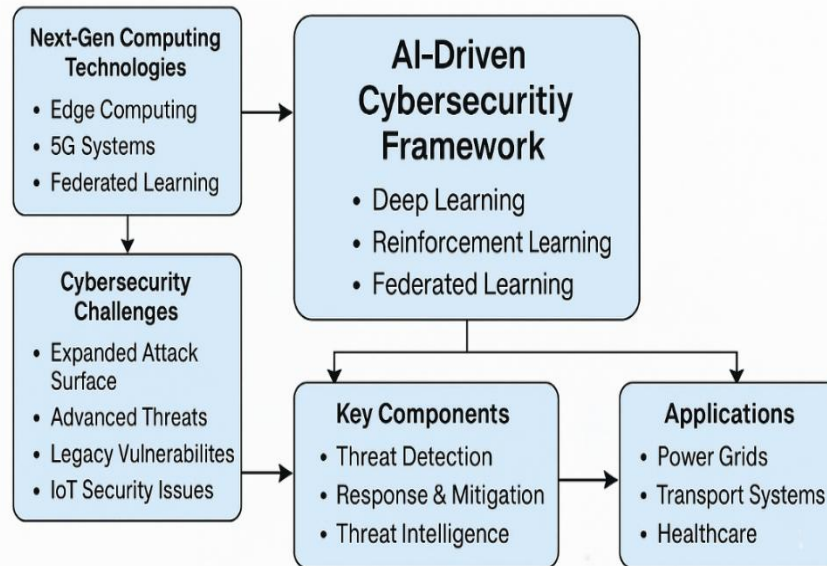 Next-Gen Computing
Technologies
• Edge Computing
• 5G Systems
• Federated Learning
AI-Driven
Cybersecuritiy
Framework
• Deep Learning
• Reinforcement Learning
• Federated Learning
Cybersecurity
Challenges
• Expanded Attack
Surface
• Advanced Threats
• Legacy Vulnerabilites
• IoT Security Issues
Key Components
• Threat Detection
• Response & Mitigation
• Threat Intelligence
Applications
• Power Grids
• Transport Systems
• Healthcare